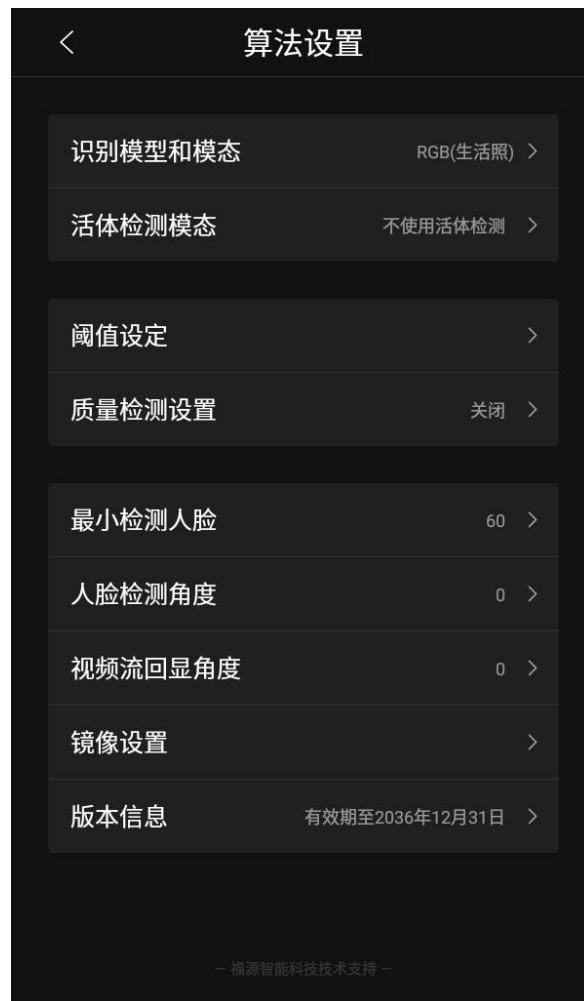 算法设置
识别模型和模态 RGB(生活照)
活体检测模态 不使用活体检测
阈值设定
质量检测设置 关闭
最小检测人脸 60
人脸检测角度 0
视频流回显角度 0
镜像设置
版本信息 有效期至2036年12月31日
– 福源智能科技技术支持 –